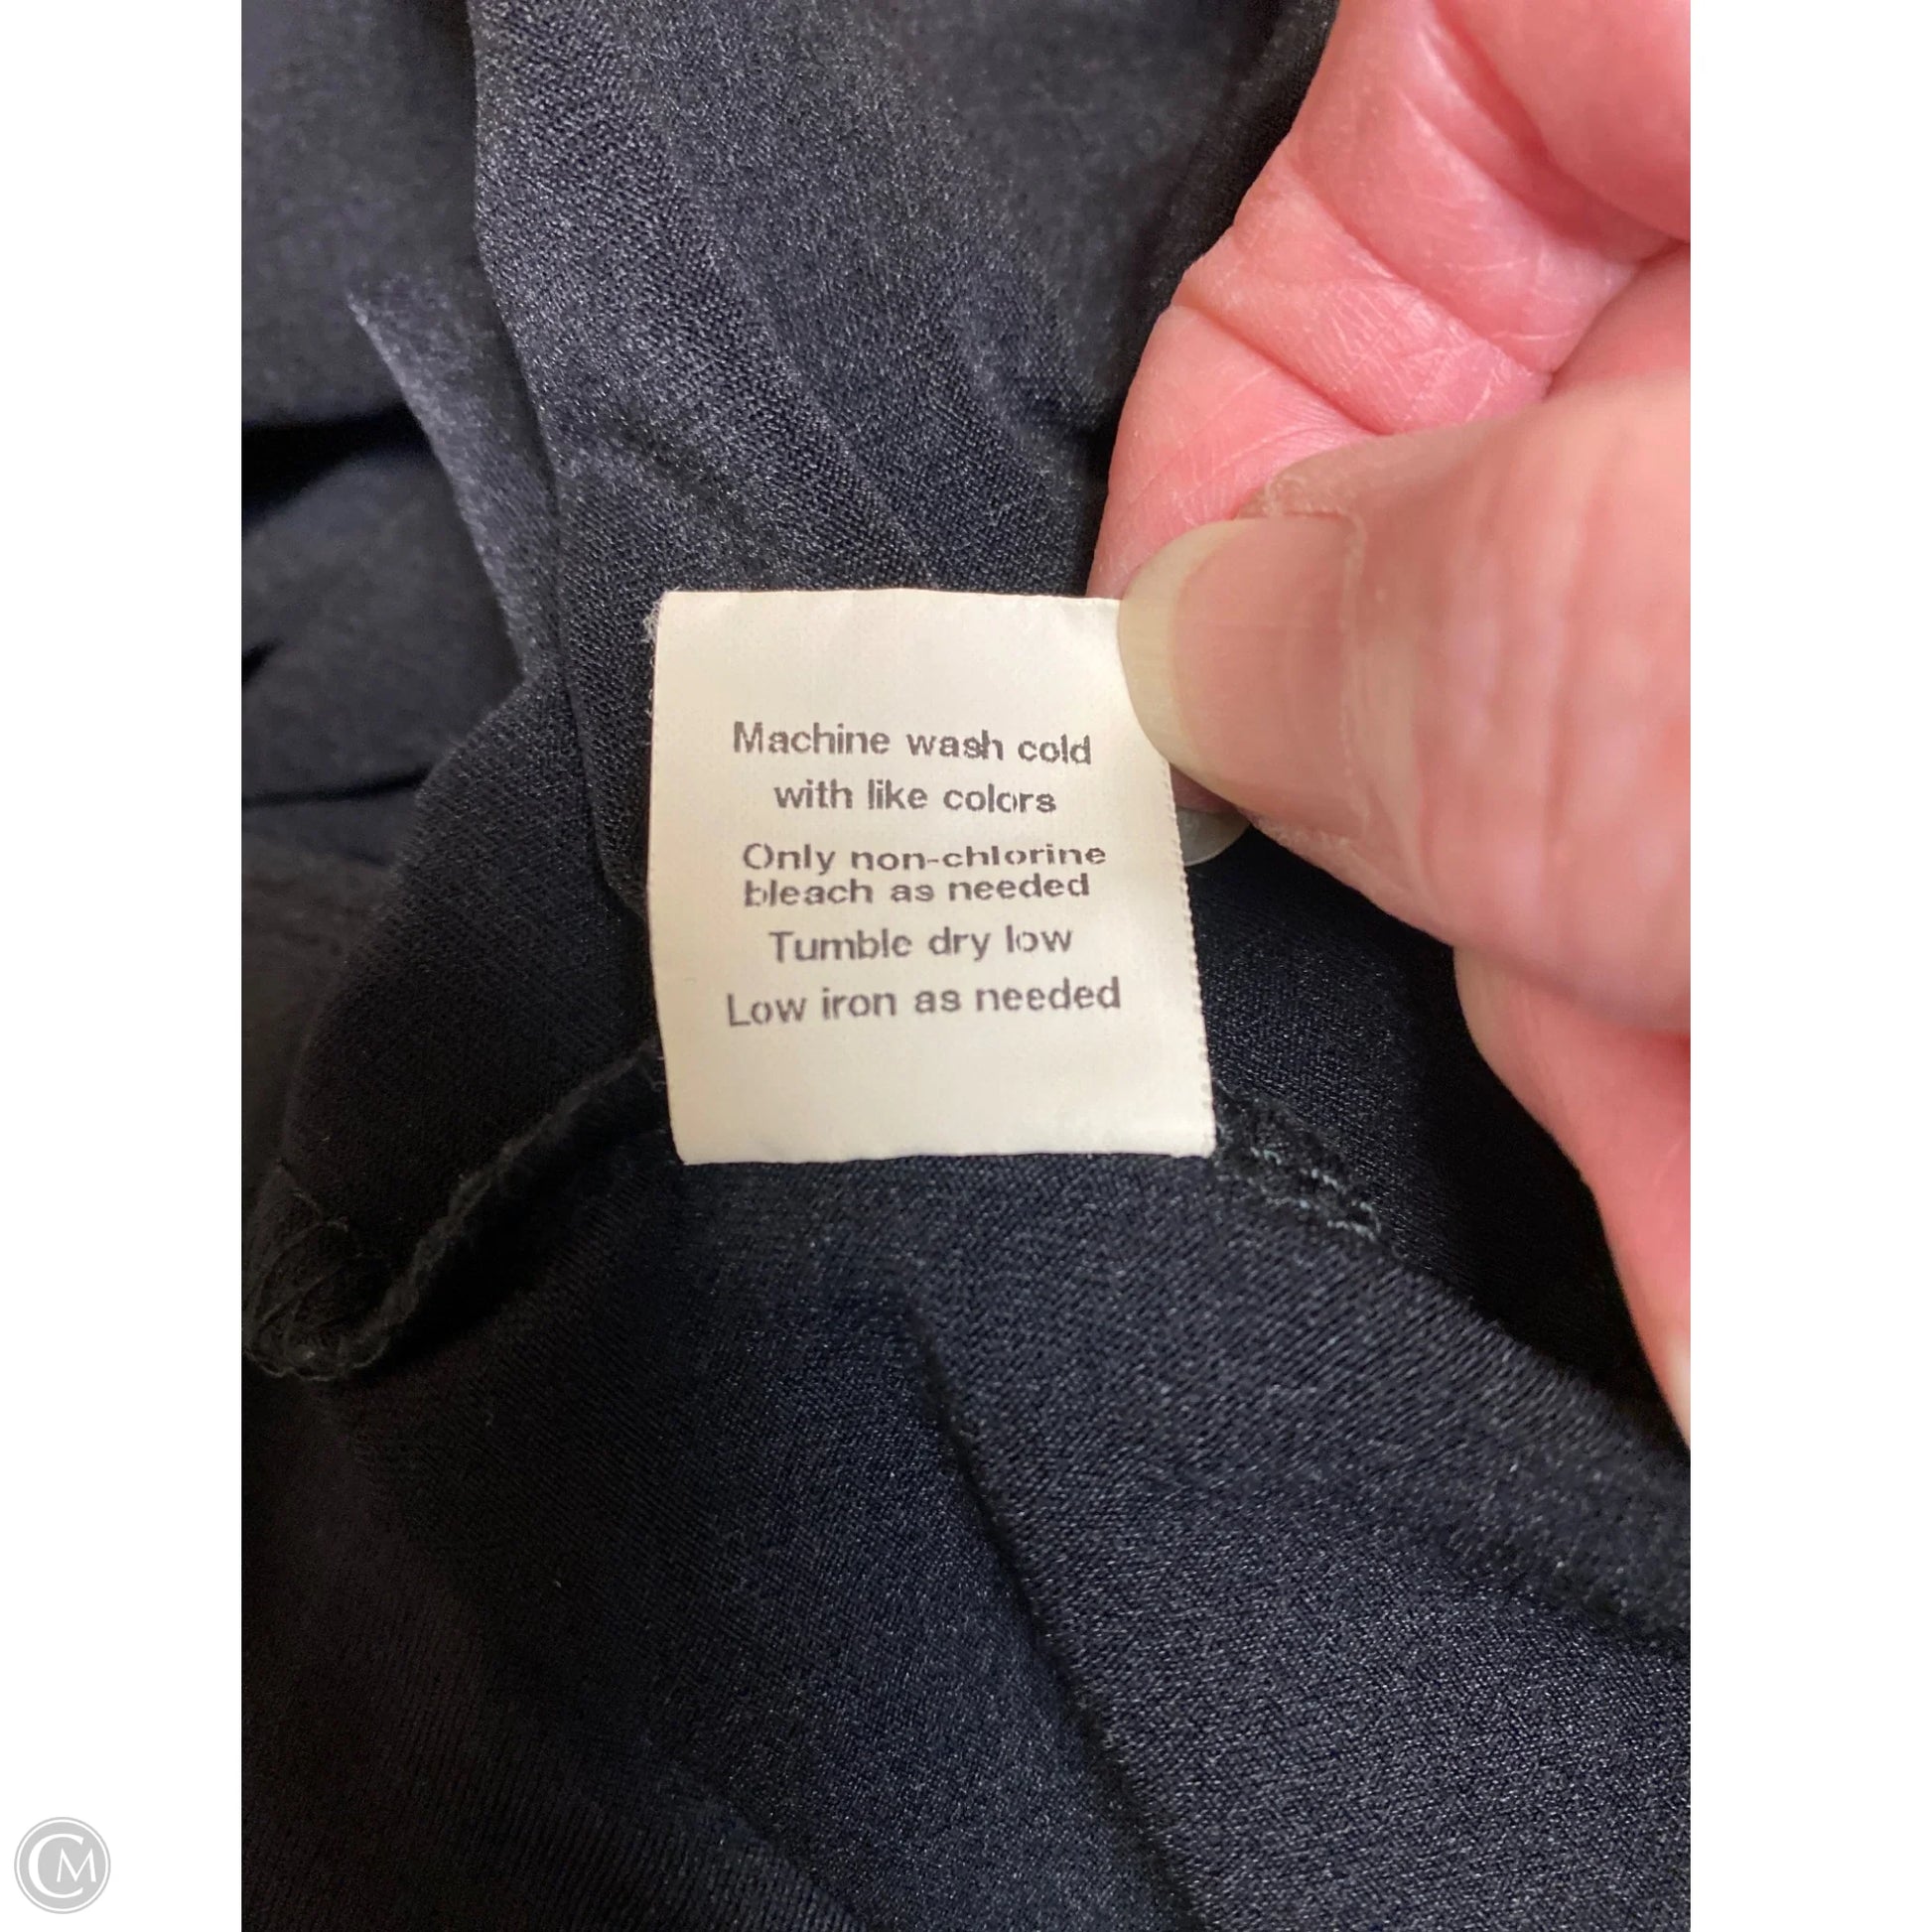 Machine wash cold
with like colors
Only non-chlorine
bleach as needed
Tumble dry low
Low iron as needed
CM